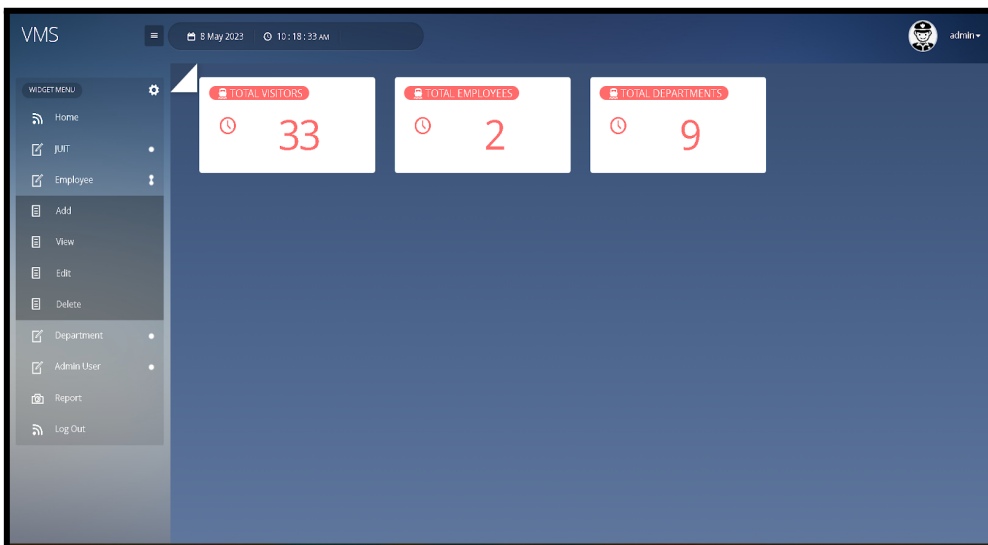 VMS
8 May 2023 10 : 18 : 33 AM
admin
WIDGET MENU
Home
JUIT
Employee
Add
View
Edit
Delete
Department
Admin User
Report
Log Out
TOTAL VISITORS
33
TOTAL EMPLOYEES
2
TOTAL DEPARTMENTS
9